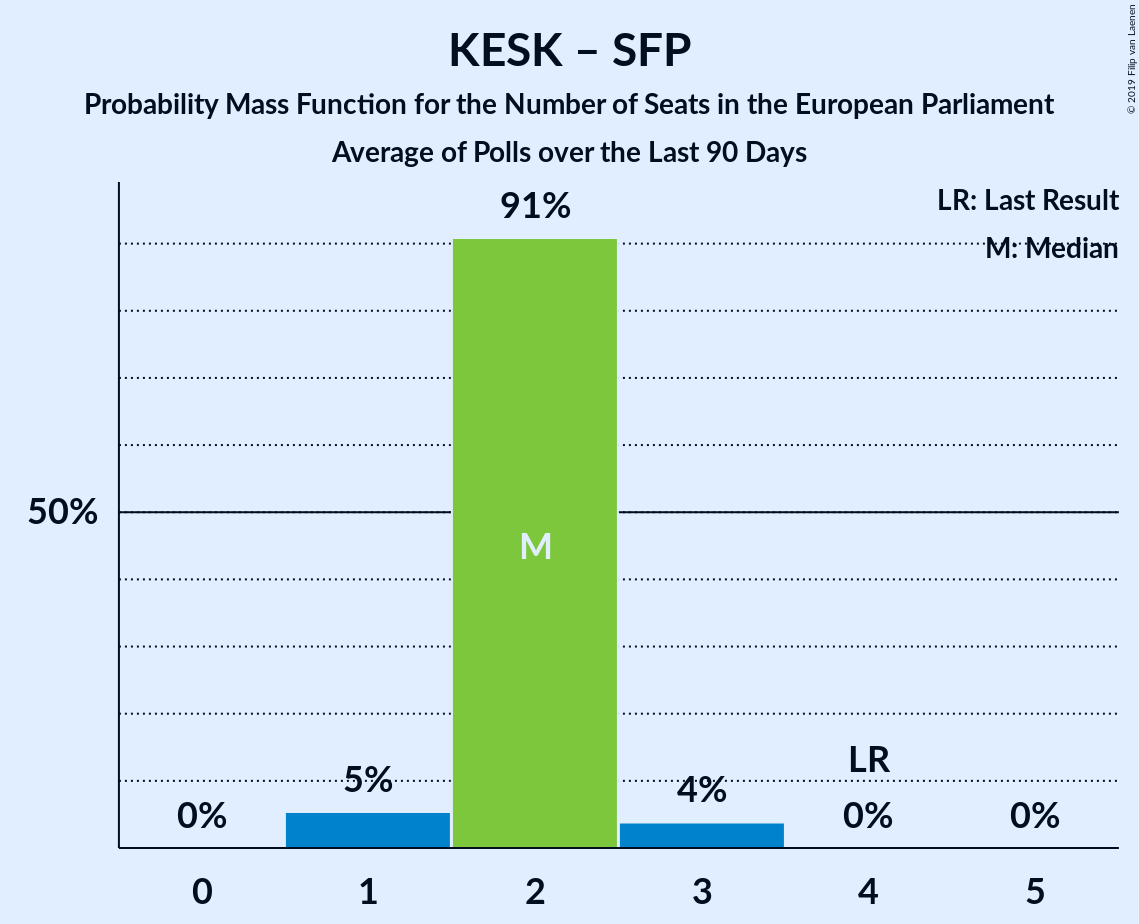 KESK – SFP
Probability Mass Function for the Number of Seats in the European Parliament
Average of Polls over the Last 90 Days
© 2019 Filip van Laenen
LR: Last Result
M: Median
91%
50%
M
LR
5%
4%
0%
0%
0%
0 1 2 3 4 5